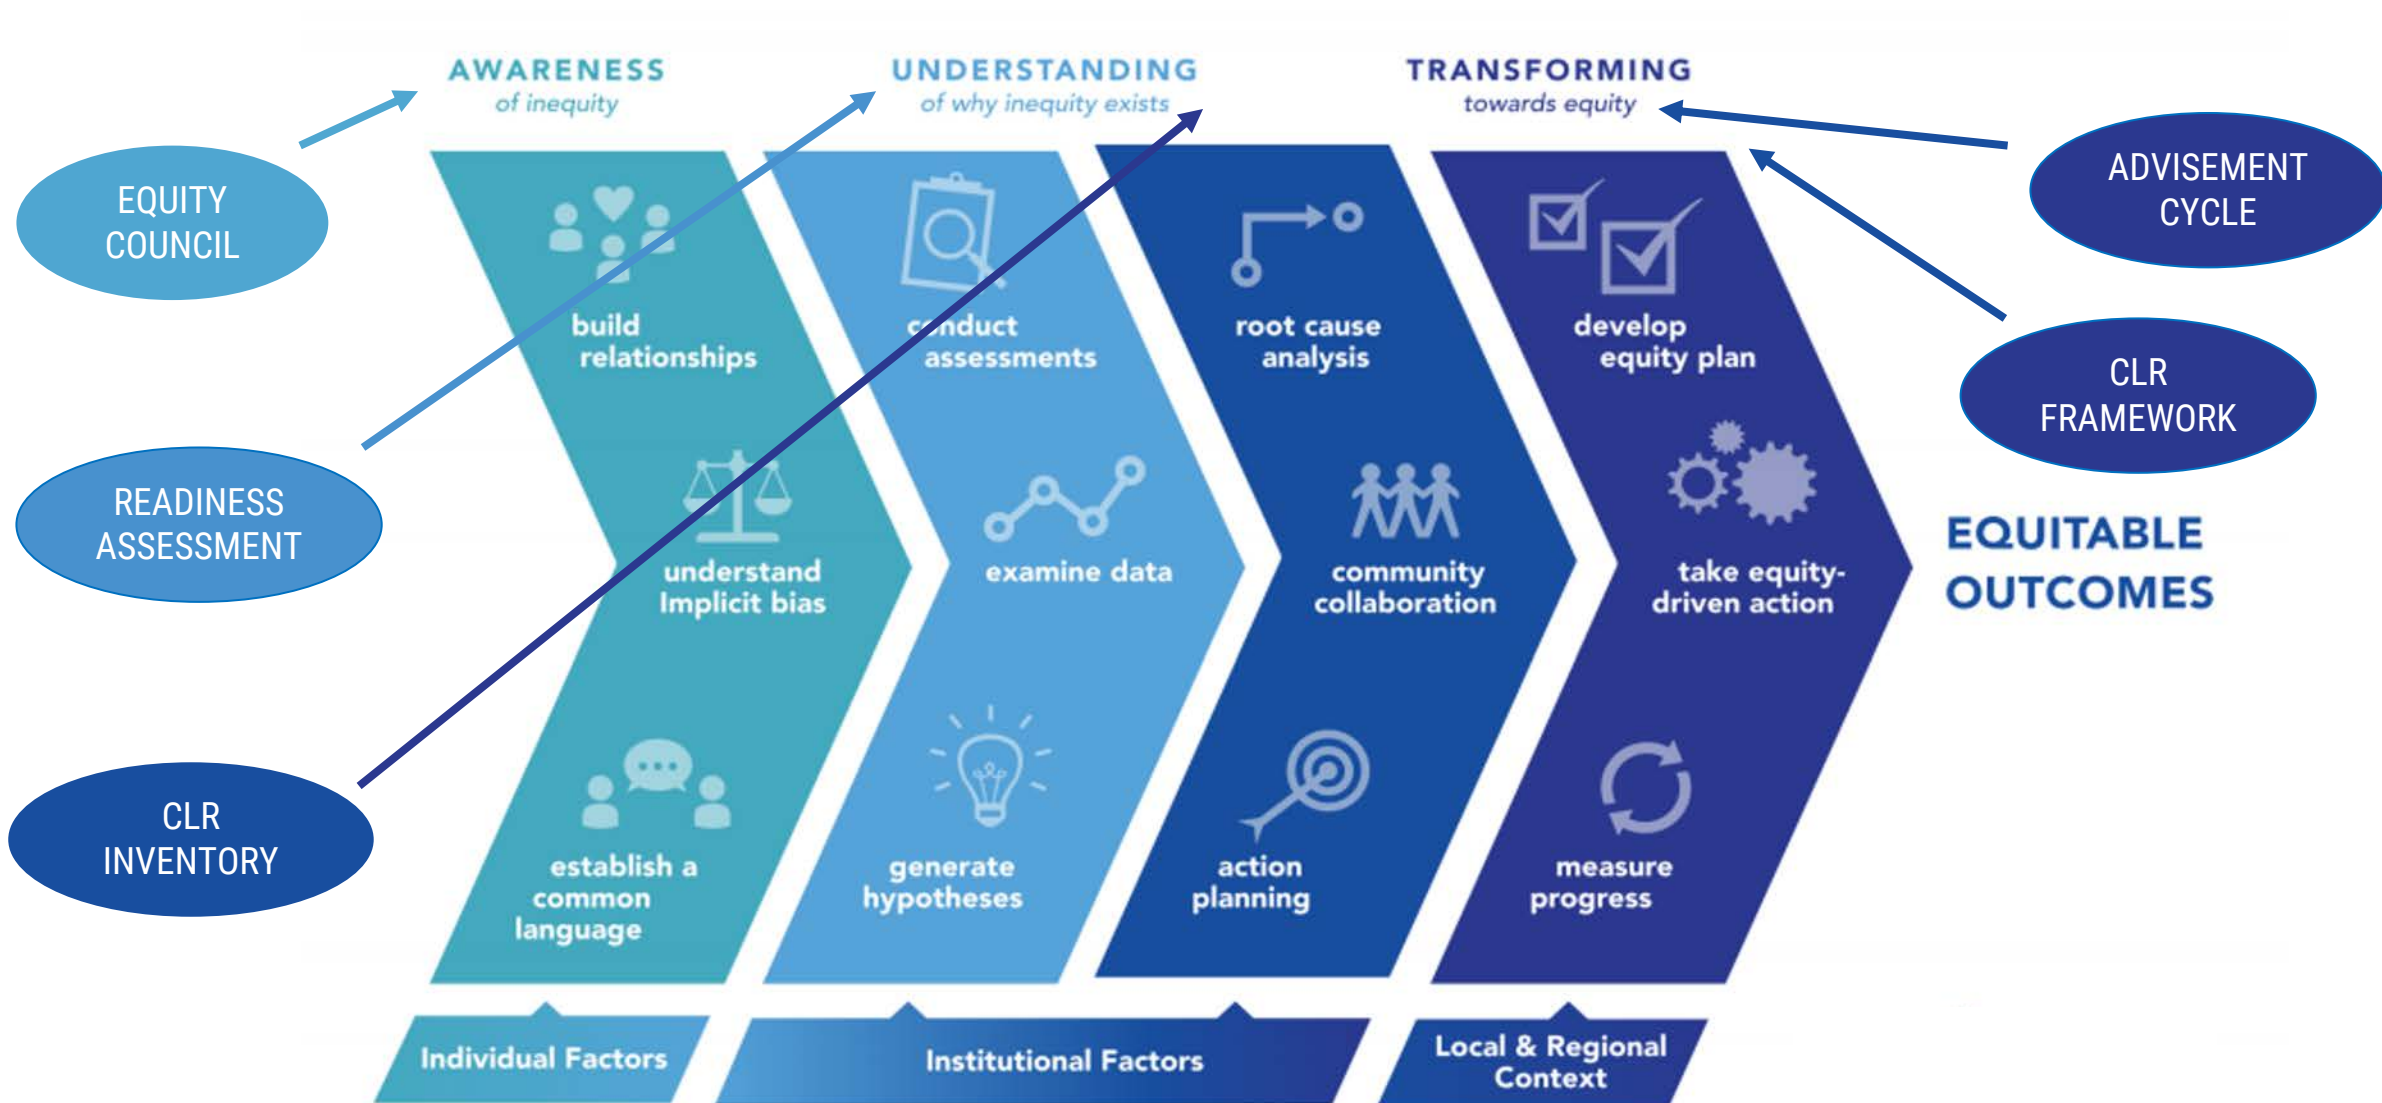 AWARENESS
of inequity
UNDERSTANDING
of why inequity exists
TRANSFORMING
towards equity
EQUITY
COUNCIL
READINESS
ASSESSMENT
CLR
INVENTORY
build
relationships
understand
Implicit bias
establish a
common
language
conduct
assessments
examine data
generate
hypotheses
root cause
analysis
community
collaboration
action
planning
develop
equity plan
take equity-
driven action
measure
progress
ADVISEMENT
CYCLE
CLR
FRAMEWORK
EQUITABLE
OUTCOMES
Individual Factors
Institutional Factors
Local & Regional
Context